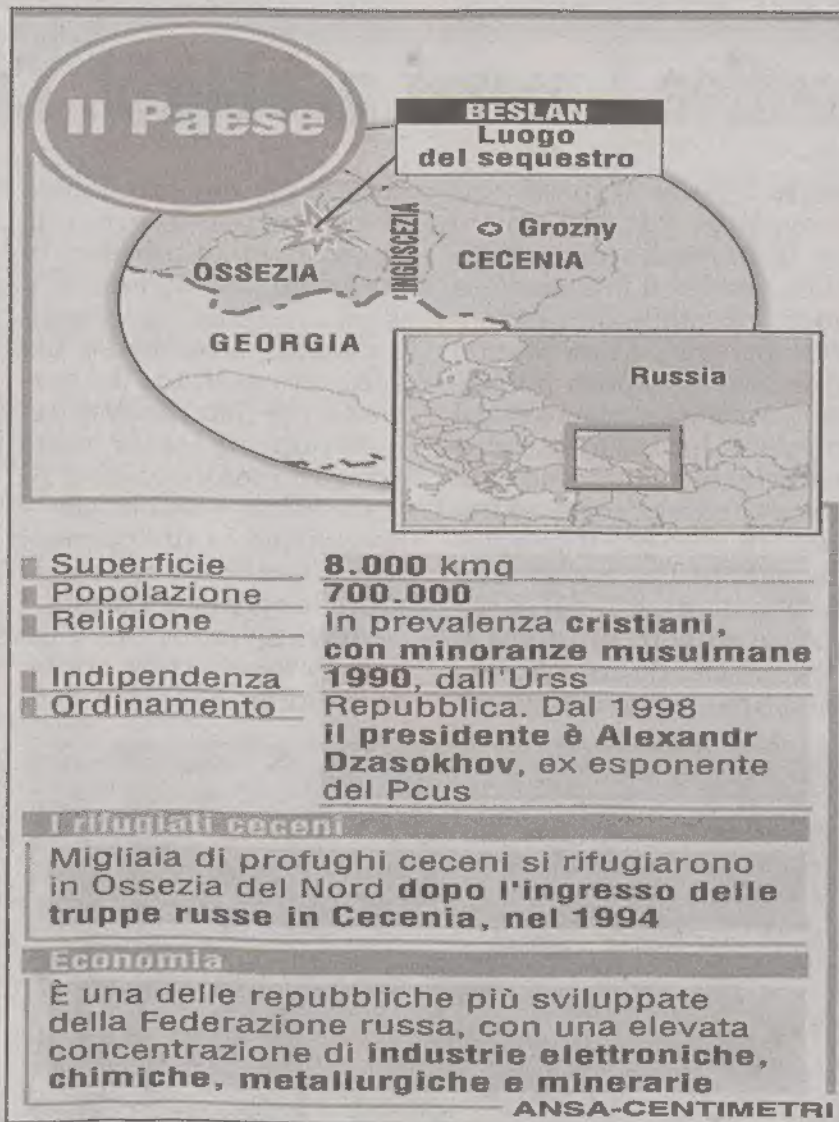 Il Paese
BESLAN
Luogo
del sequestro
Grozny
INGUSCEZIA
CECENIA
OSSEZIA
GEORGIA
Russia
Superficie 8.000 kmq
Popolazione 700.000
Religione In prevalenza cristiani,
con minoranze musulmane
Indipendenza 1990, dall'Urss
Ordinamento Repubblica. Dal 1998
il presidente è Alexandr
Dzasokhov, ex esponente
del Pcus
I rifugiati ceceni
Migliaia di profughi ceceni si rifugiarono
in Ossezia del Nord dopo l'ingresso delle
truppe russe in Cecenia, nel 1994
Economia
È una delle repubbliche più sviluppate
della Federazione russa, con una elevata
concentrazione di industrie elettroniche,
chimiche, metallurgiche e minerarie
ANSA-CENTIMETRI